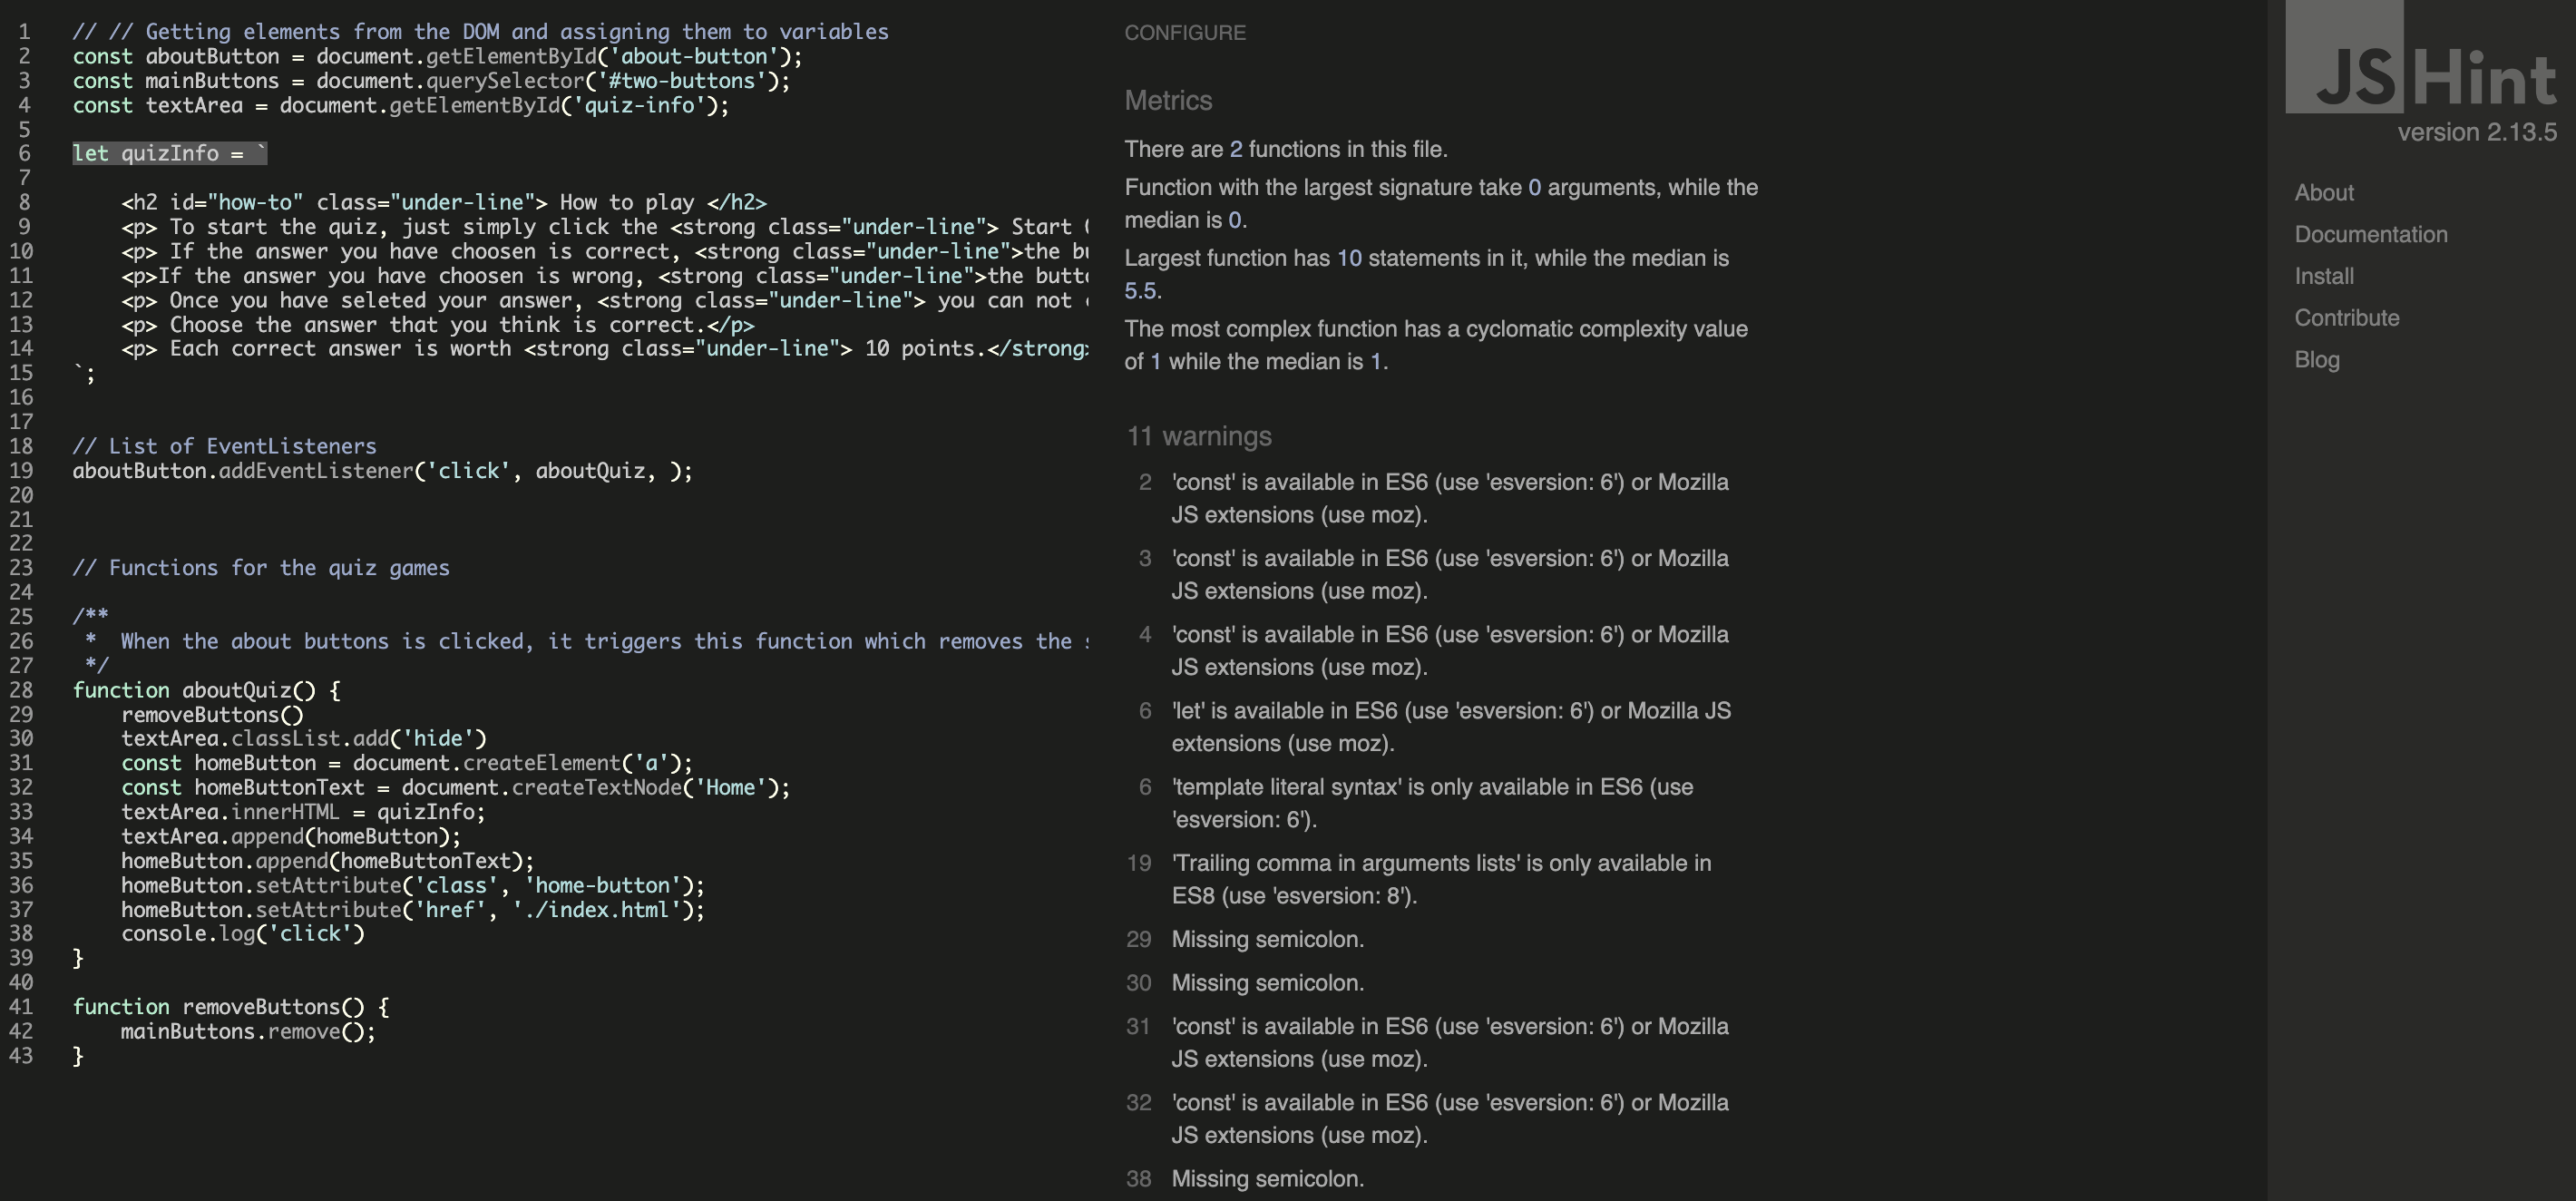 1 // // Getting elements from the DOM and assigning them to variables
2 const aboutButton = document.getElementById('about-button');
3 const mainButtons = document.querySelector('#two-buttons');
4 const textArea = document.getElementById('quiz-info');
5
6 let quizInfo = `
7
8 <h2 id="how-to" class="under-line"> How to play </h2>
9 <p> To start the quiz, just simply click the <strong class="under-line"> Start
10 <p> If the answer you have choosen is correct, <strong class="under-line">the
11 <p>If the answer you have choosen is wrong, <strong class="under-line">the
12 <p> Once you have seleted your answer, <strong class="under-line"> you can not
13 <p> Choose the answer that you think is correct.</p>
14 <p> Each correct answer is worth <strong class="under-line"> 10 points.</strong>
15 `;
16
17
18 // List of EventListeners
19 aboutButton.addEventListener('click', aboutQuiz, );
20
21
22
23 // Functions for the quiz games
24
25 /**
26 * When the about buttons is clicked, it triggers this function which removes the
27 */
28 function aboutQuiz() {
29 removeButtons()
30 textArea.classList.add('hide')
31 const homeButton = document.createElement('a');
32 const homeButtonText = document.createTextNode('Home');
33 textArea.innerHTML = quizInfo;
34 textArea.append(homeButton);
35 homeButton.append(homeButtonText);
36 homeButton.setAttribute('class', 'home-button');
37 homeButton.setAttribute('href', './index.html');
38 console.log('click')
39 }
40
41 function removeButtons() {
42 mainButtons.remove();
43 }
CONFIGURE
Metrics
There are 2 functions in this file.
Function with the largest signature take 0 arguments, while the
median is 0.
Largest function has 10 statements in it, while the median is
5.5.
The most complex function has a cyclomatic complexity value
of 1 while the median is 1.
11 warnings
2 'const' is available in ES6 (use 'esversion: 6') or Mozilla
JS extensions (use moz).
3 'const' is available in ES6 (use 'esversion: 6') or Mozilla
JS extensions (use moz).
4 'const' is available in ES6 (use 'esversion: 6') or Mozilla
JS extensions (use moz).
6 'let' is available in ES6 (use 'esversion: 6') or Mozilla JS
extensions (use moz).
6 'template literal syntax' is only available in ES6 (use
'esversion: 6').
19 'Trailing comma in arguments lists' is only available in
ES8 (use 'esversion: 8').
29 Missing semicolon.
30 Missing semicolon.
31 'const' is available in ES6 (use 'esversion: 6') or Mozilla
JS extensions (use moz).
32 'const' is available in ES6 (use 'esversion: 6') or Mozilla
JS extensions (use moz).
38 Missing semicolon.
JSHint
version 2.13.5
About
Documentation
Install
Contribute
Blog